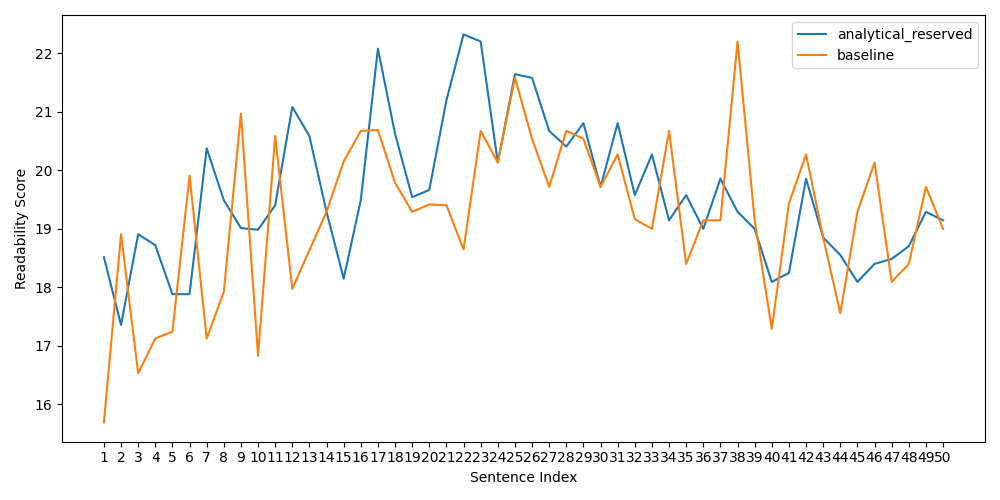 analytical_reserved
baseline
22
21
20
19
18
17
16
Readability Score
1 2 3 4 5 6 7 8 9 10 11 12 13 14 15 16 17 18 19 20 21 22 23 24 25 26 27 28 29 30 31 32 33 34 35 36 37 38 39 40 41 42 43 44 45 46 47 48 49 50
Sentence Index